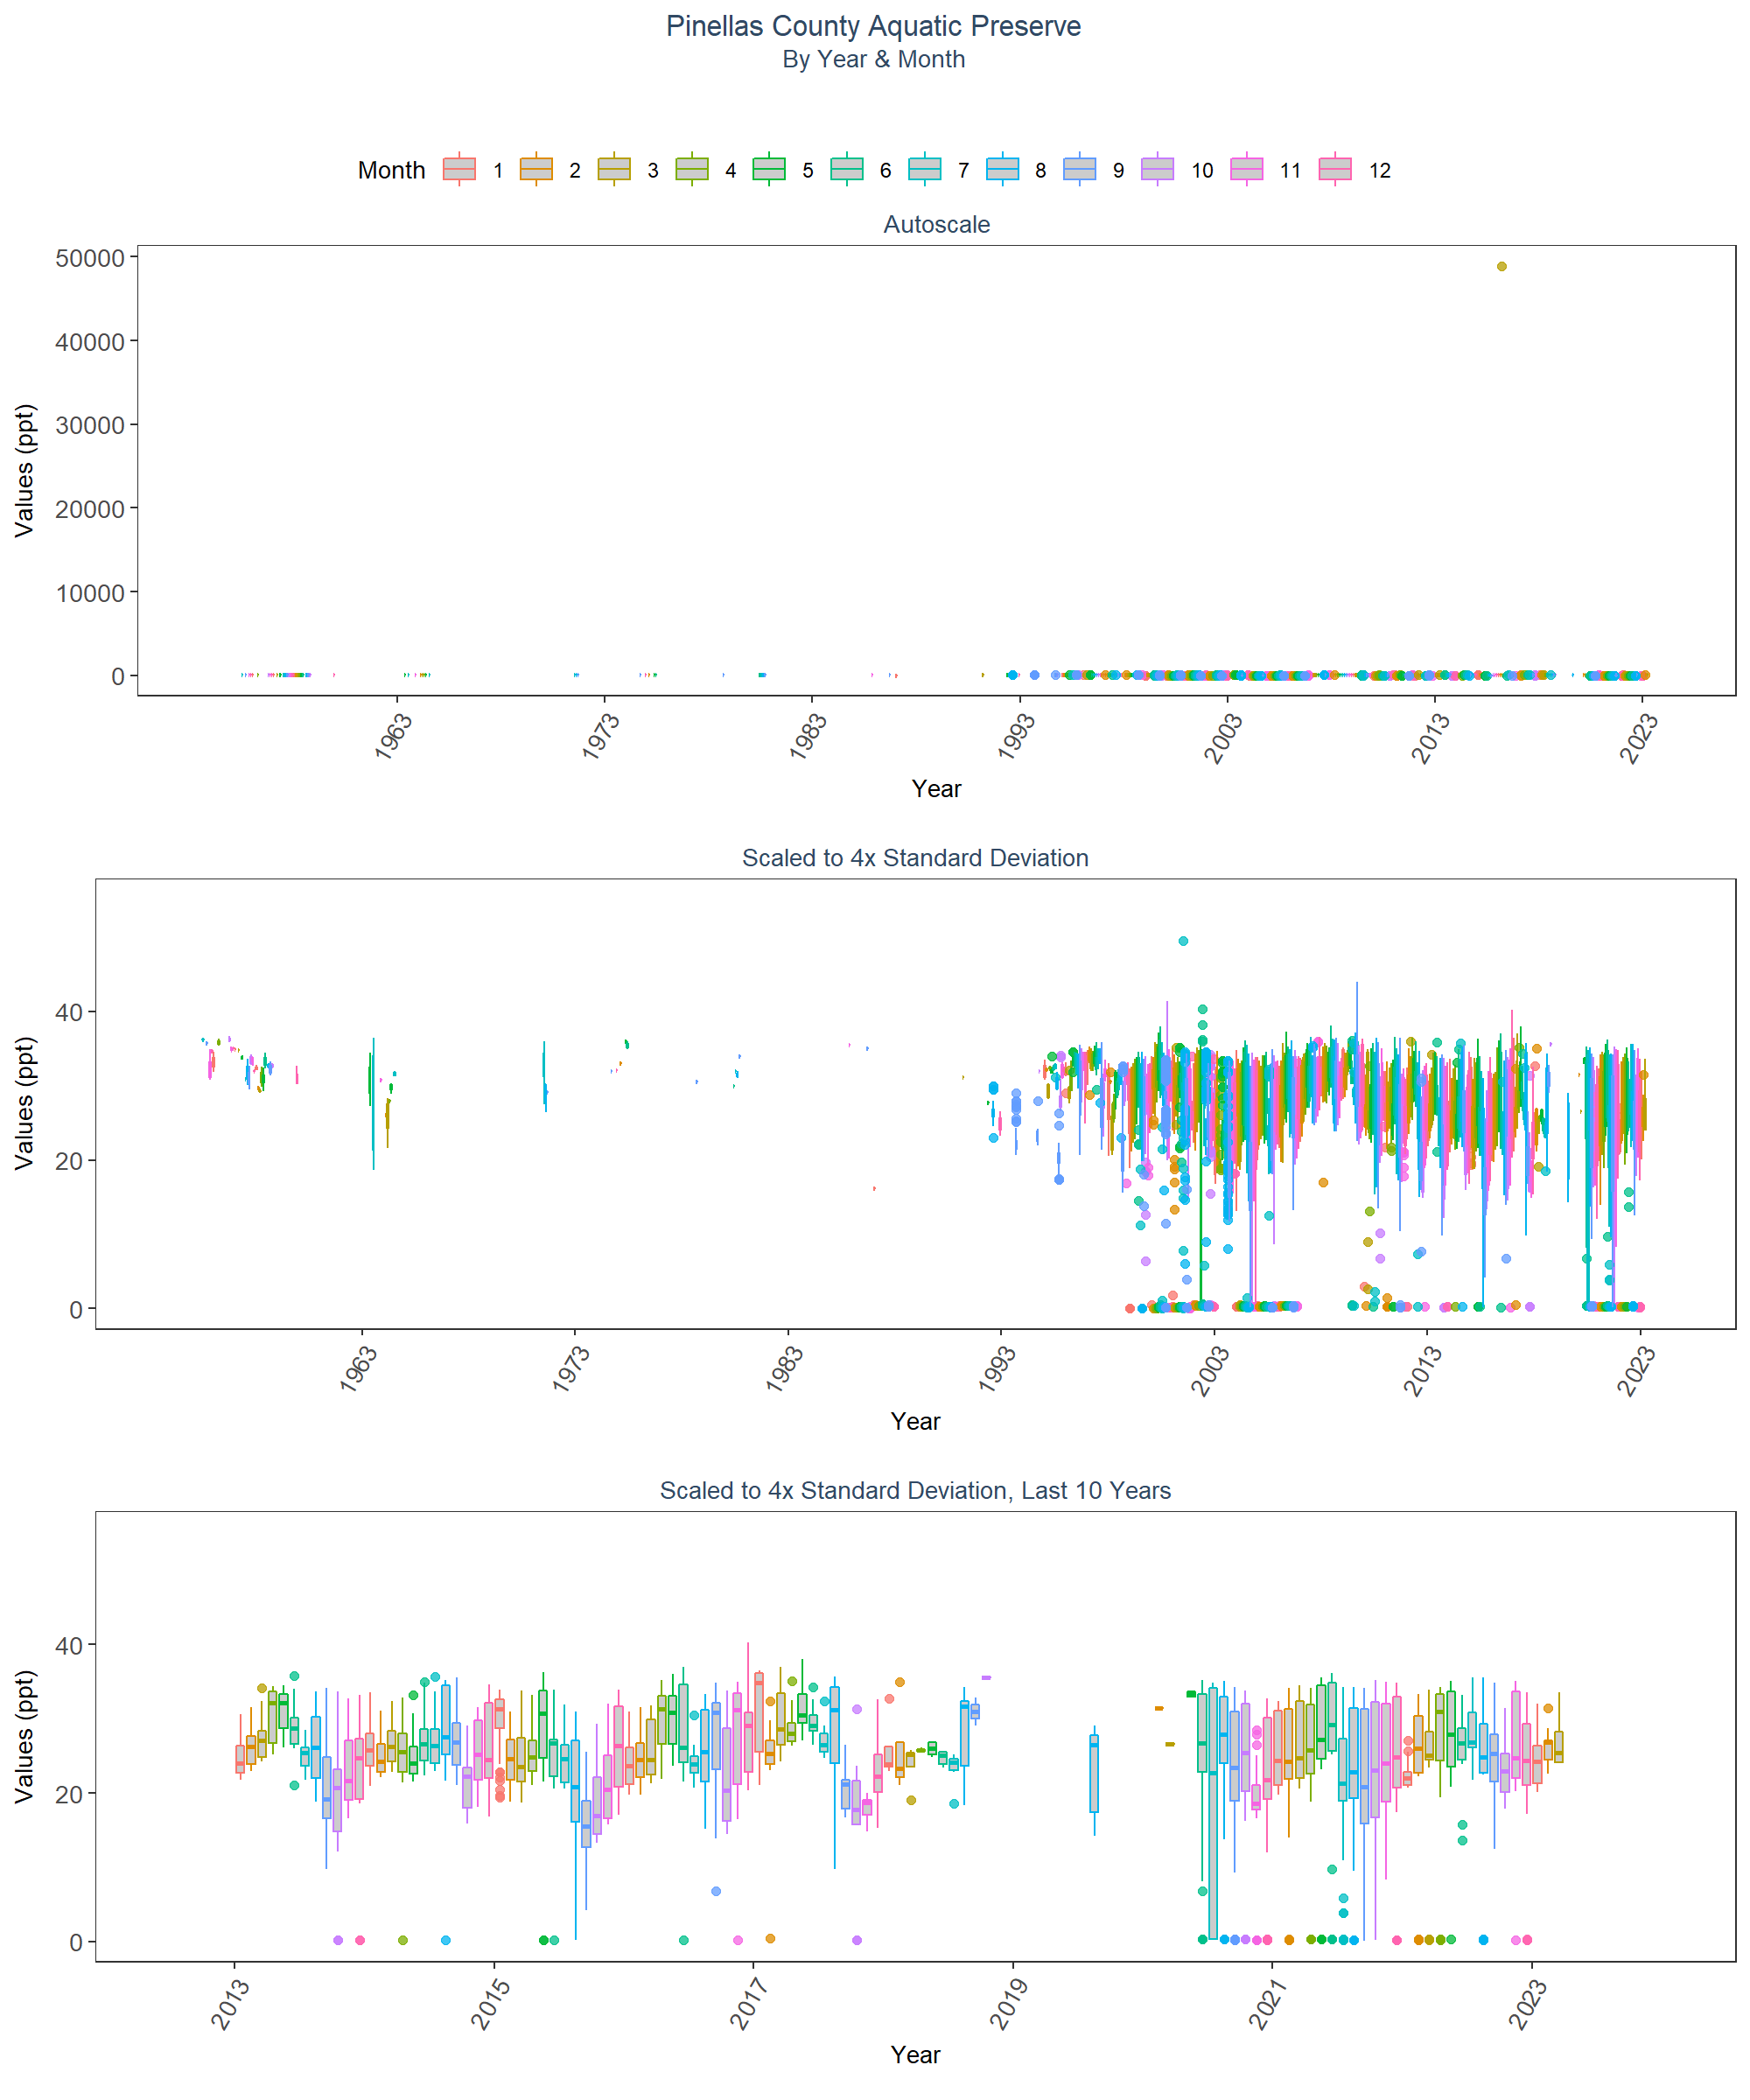 Pinellas County Aquatic Preserve
By Year & Month
Month 1 2 3 4 5 6 7 8 9 10 11 12
Autoscale
50000
40000
30000
20000
10000
0
Values (ppt)
1963 1973 1983 1993 2003 2013 2023
Year
Scaled to 4x Standard Deviation
40
20
0
Values (ppt)
1963 1973 1983 1993 2003 2013 2023
Year
Scaled to 4x Standard Deviation, Last 10 Years
40
20
0
Values (ppt)
2013 2015 2017 2019 2021 2023
Year